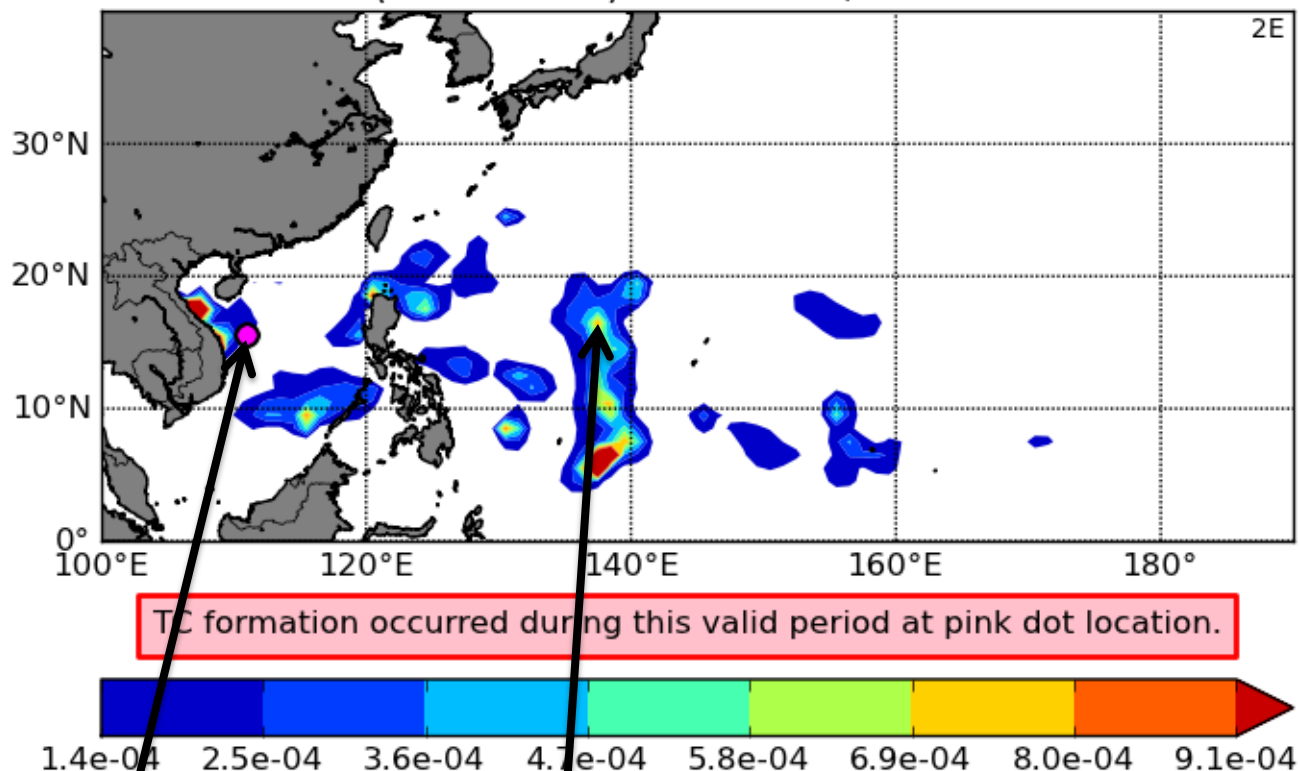 2E
30°N
20°N
10°N
0°
100°E 120°E 140°E 160°E 180°
TC formation occurred during this valid period at pink dot location.
1.4e-04 2.5e-04 3.6e-04 4.7e-04 5.8e-04 6.9e-04 8.0e-04 9.1e-04